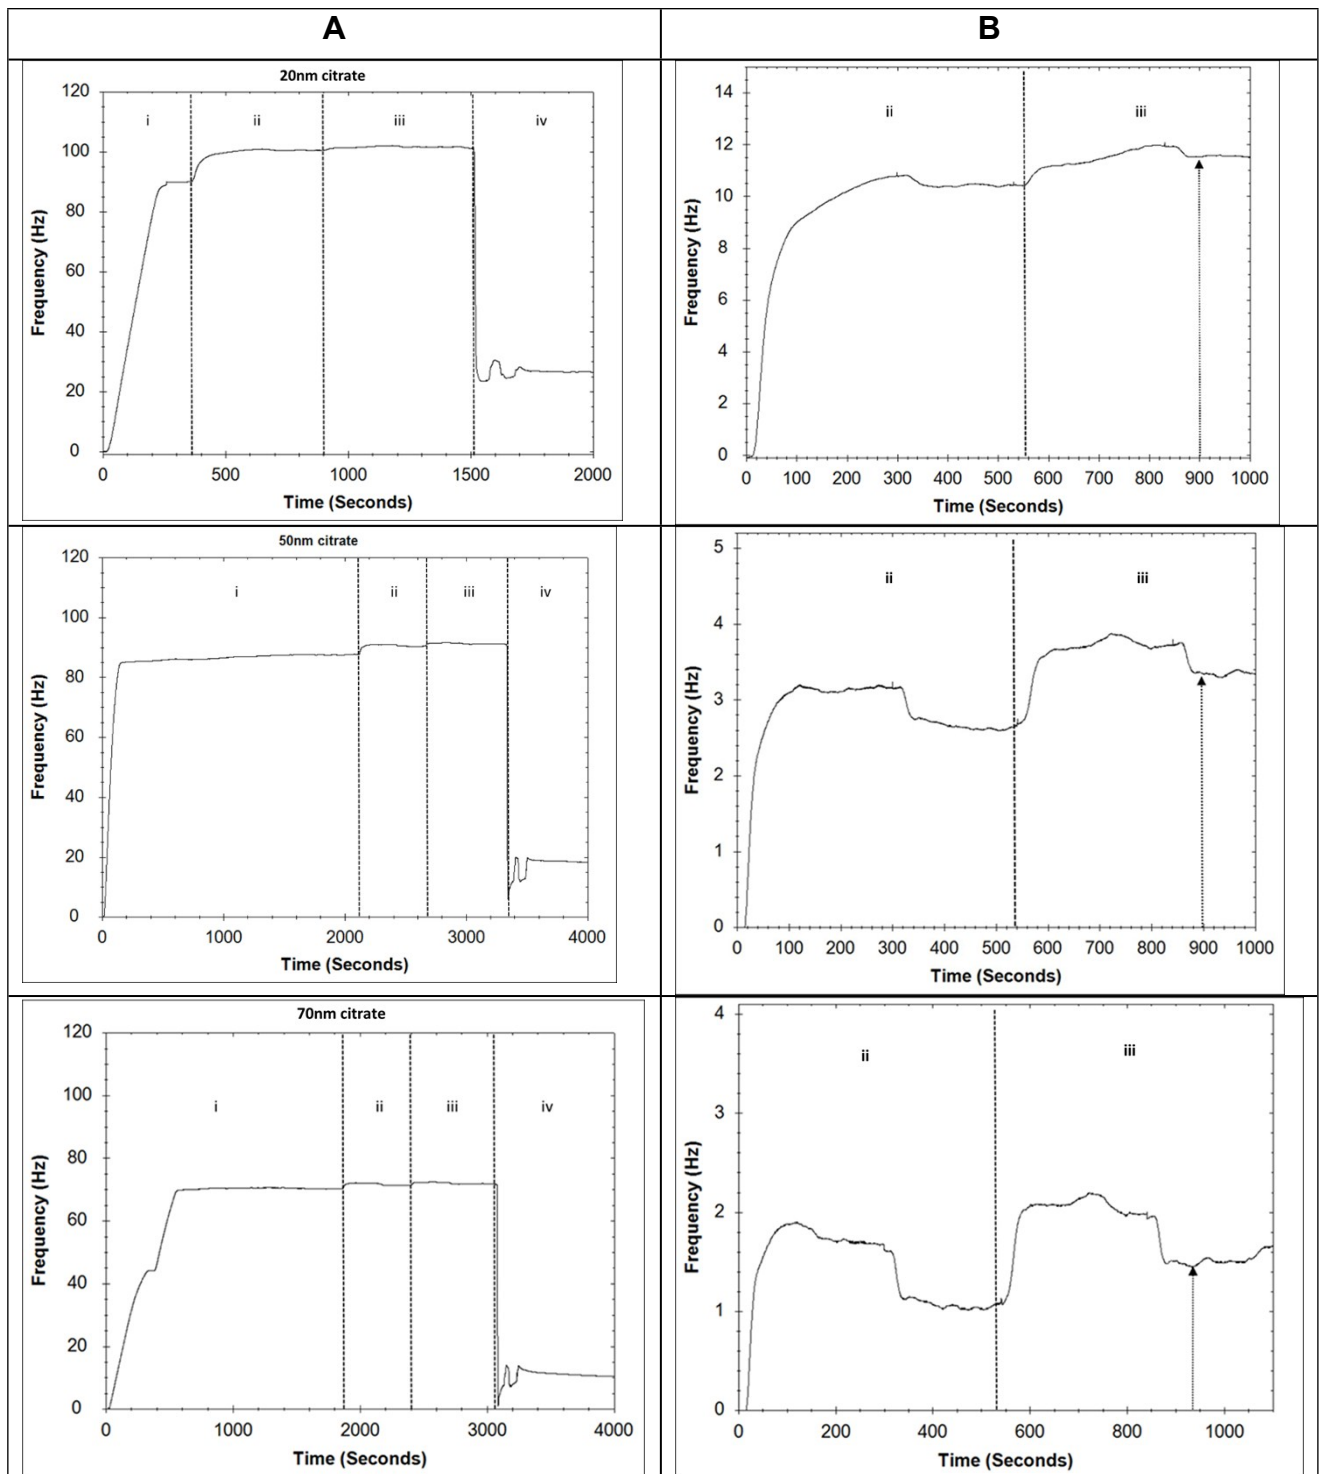 A
B
20nm citrate
120
100
80
60
40
20
0
i
ii
iii
iv
Frequency (Hz)
0 500 1000 1500 2000
Time (Seconds)
14
12
10
8
6
4
2
0
ii
iii
Frequency (Hz)
0 100 200 300 400 500 600 700 800 900 1000
Time (Seconds)
50nm citrate
120
100
80
60
40
20
0
i
ii
iii
iv
Frequency (Hz)
0 1000 2000 3000 4000
Time (Seconds)
5
4
3
2
1
0
ii
iii
Frequency (Hz)
0 100 200 300 400 500 600 700 800 900 1000
Time (Seconds)
70nm citrate
120
100
80
60
40
20
0
i
ii
iii
iv
Frequency (Hz)
0 1000 2000 3000 4000
Time (Seconds)
4
3
2
1
0
ii
iii
Frequency (Hz)
0 200 400 600 800 1000
Time (Seconds)